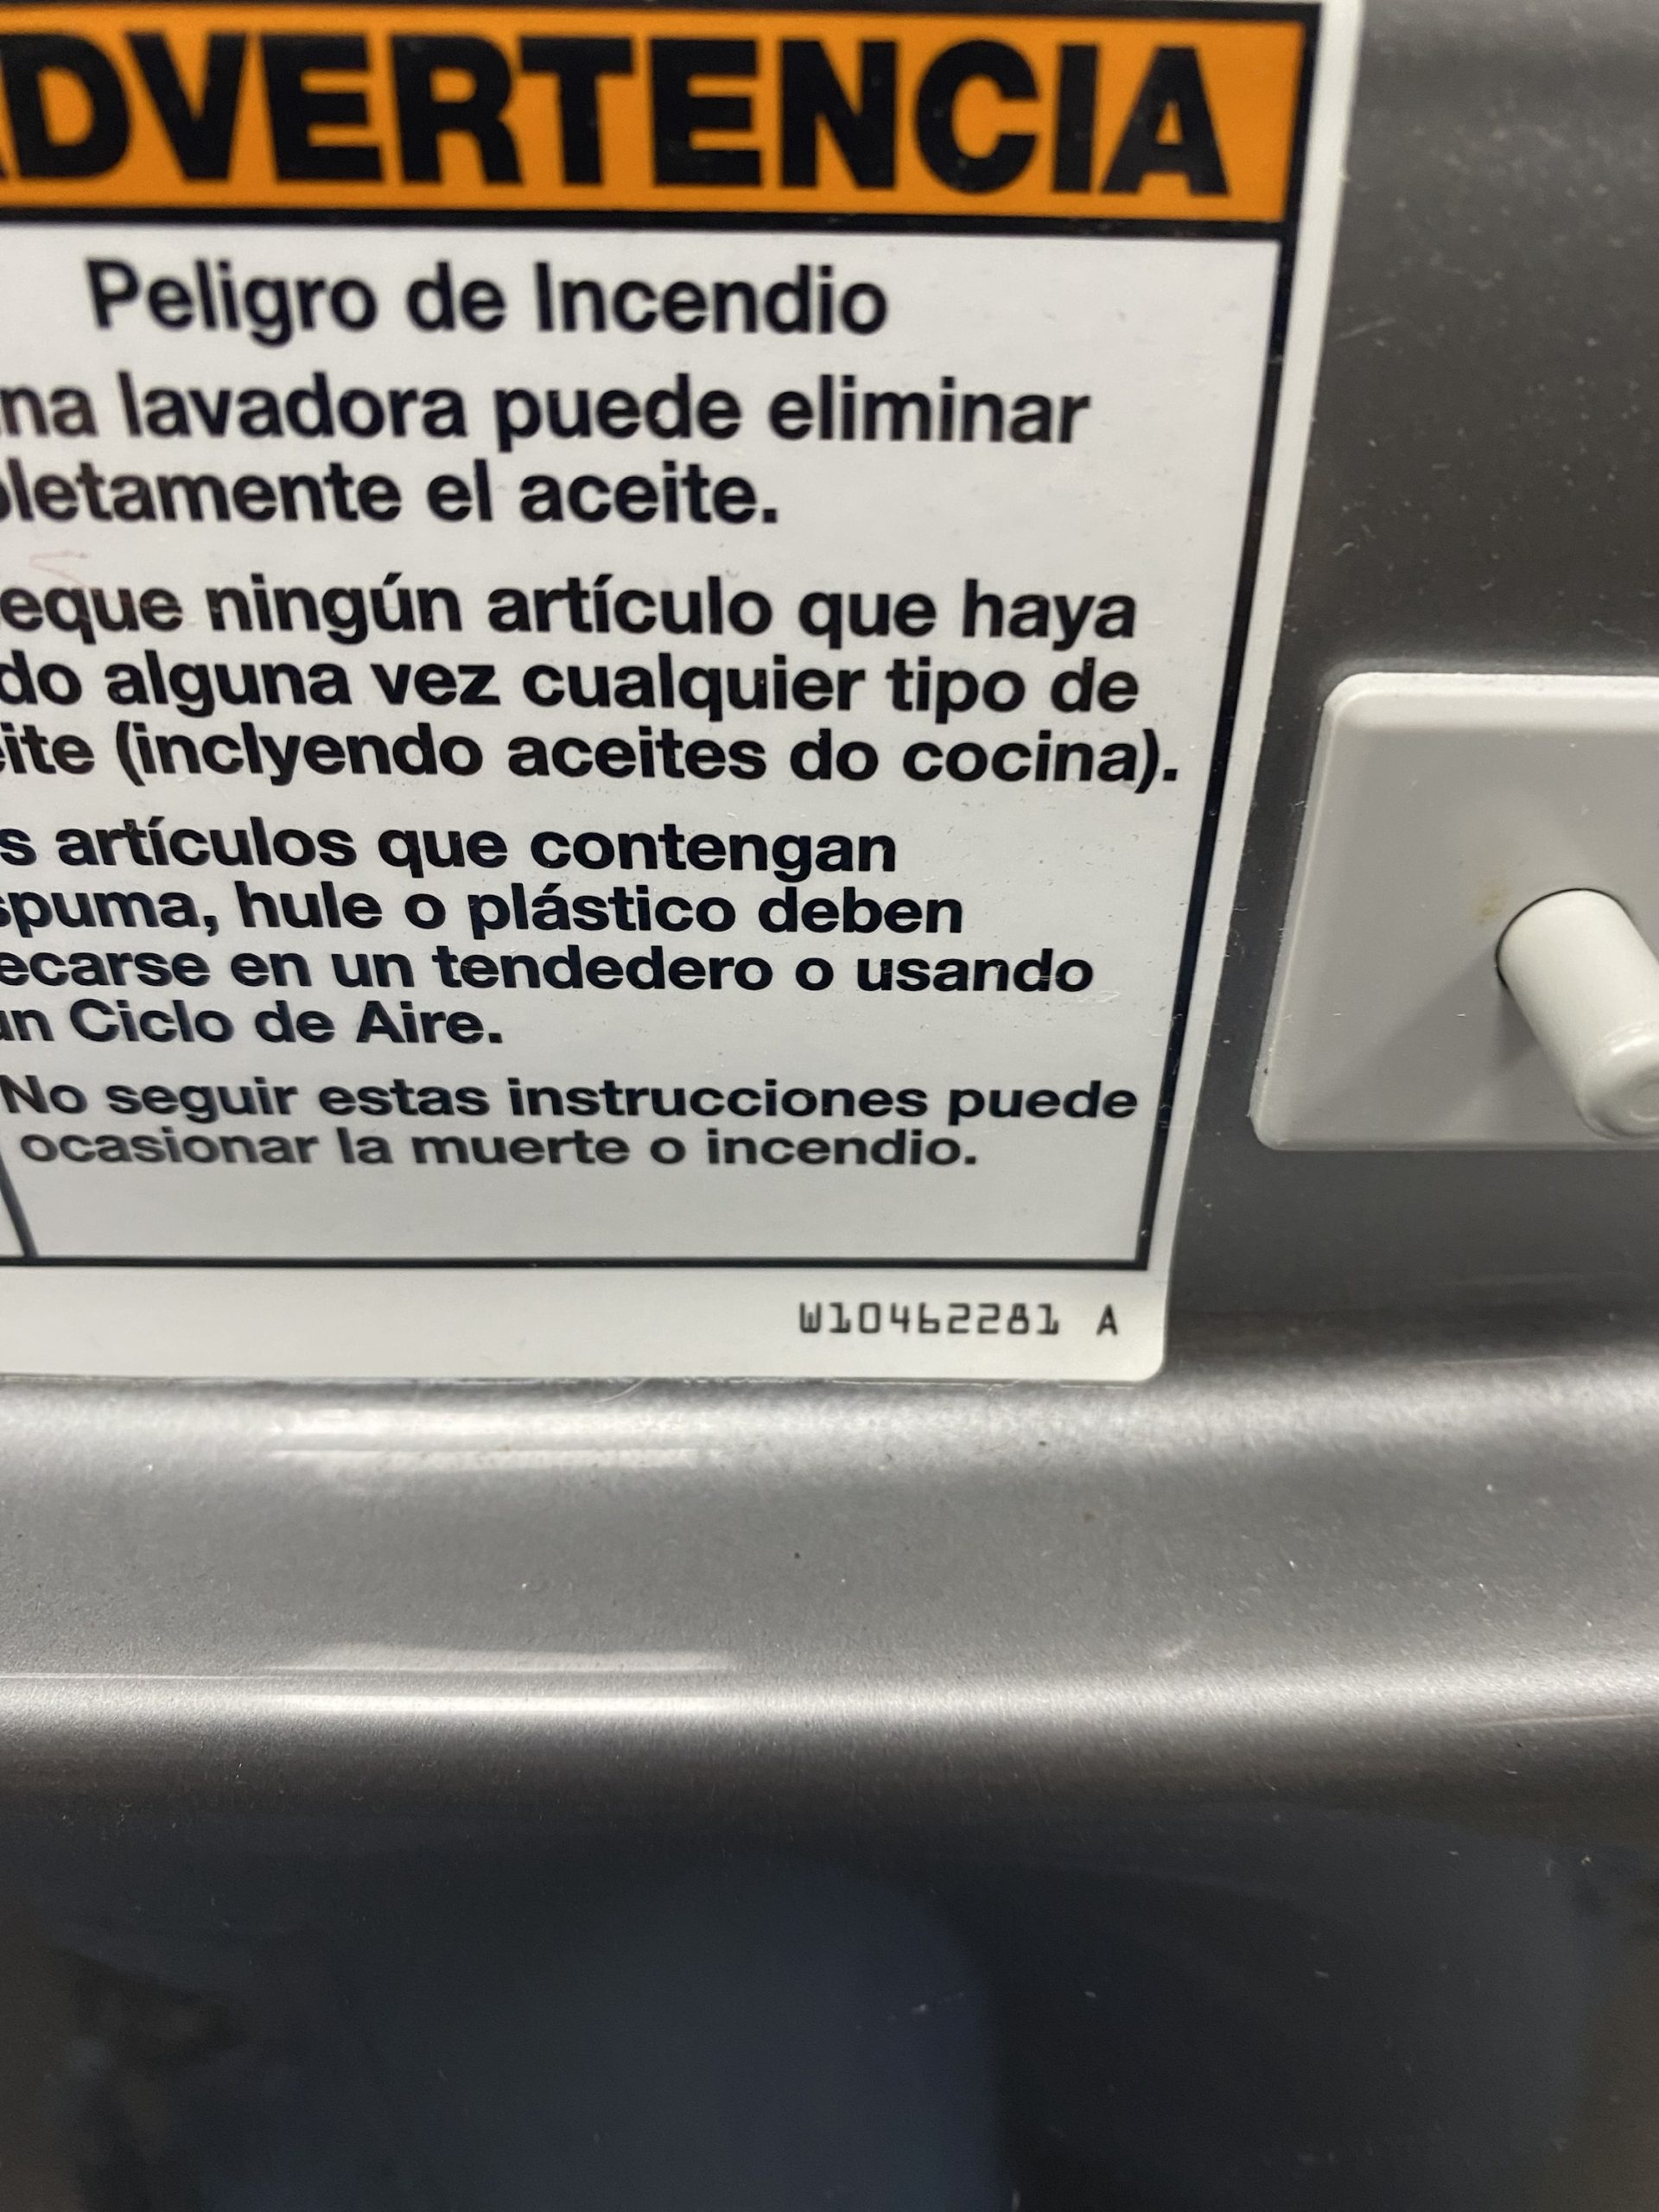 ADVERTENCIA
Peligro de Incendio
na lavadora puede eliminar
pletamente el aceite.
eque ningún artículo que haya
do alguna vez cualquier tipo de
ite (inclyendo aceites do cocina).
s artículos que contengan
spuma, hule o plástico deben
ecarse en un tendedero o usando
un Ciclo de Aire.
No seguir estas instrucciones puede
ocasionar la muerte o incendio.
W10462281 A